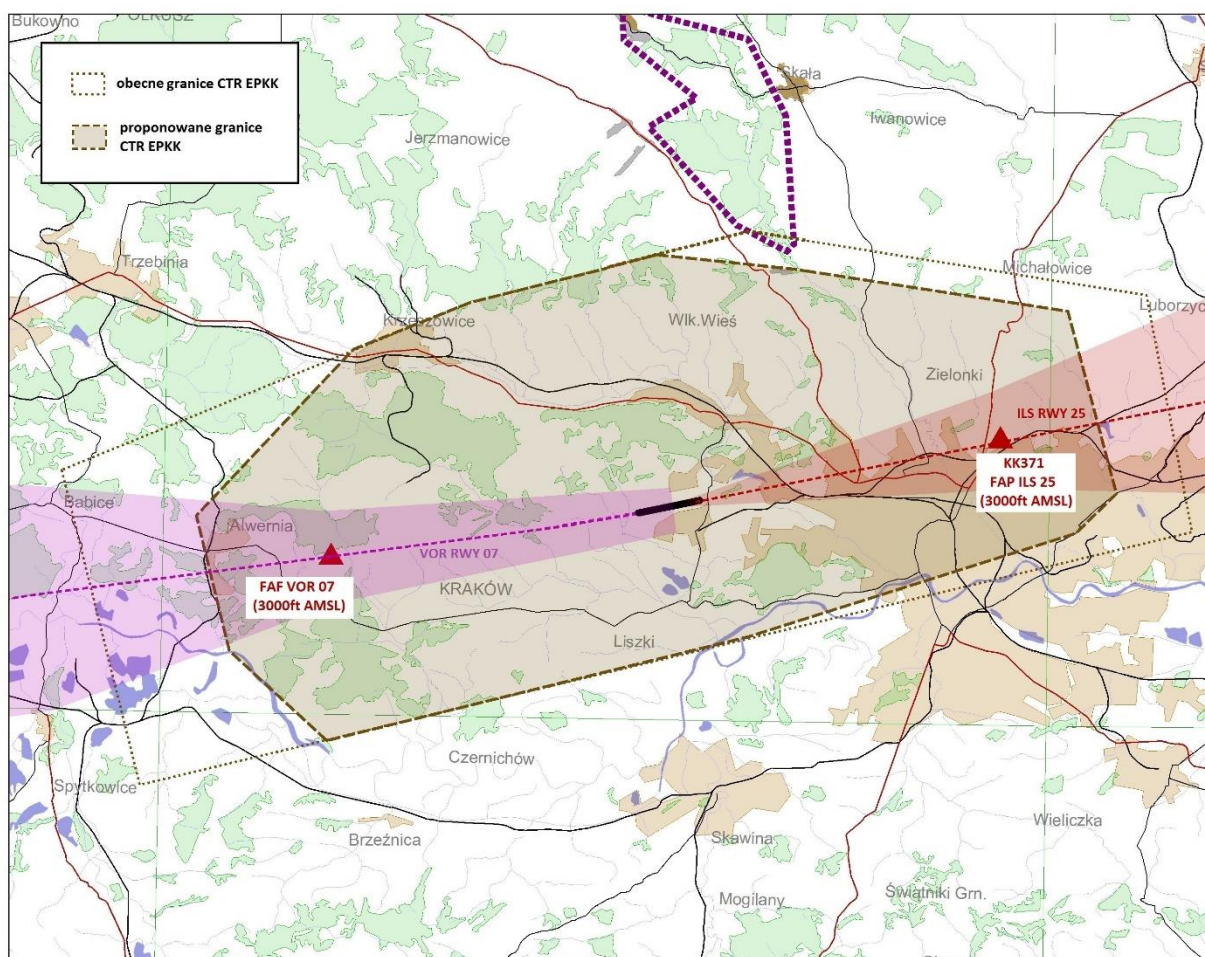 Bukowno
OLKUSZ
obecne granice CTR EPKK
proponowane granice
CTR EPKK
Skała
Iwanowice
Jerzmanowice
Trzebinia
Michałowice
Luborzyc
Krzeszowice
Wlk.Wieś
Zielonki
ILS RWY 25
KK371
FAP ILS 25
(3000ft AMSL)
Babice
Alwernia
VOR RWY 07
FAF VOR 07
(3000ft AMSL)
KRAKÓW
Liszki
Czernichów
Spytkowice
Brzeźnica
Skawina
Wieliczka
Mogilany
Świątniki Grn.